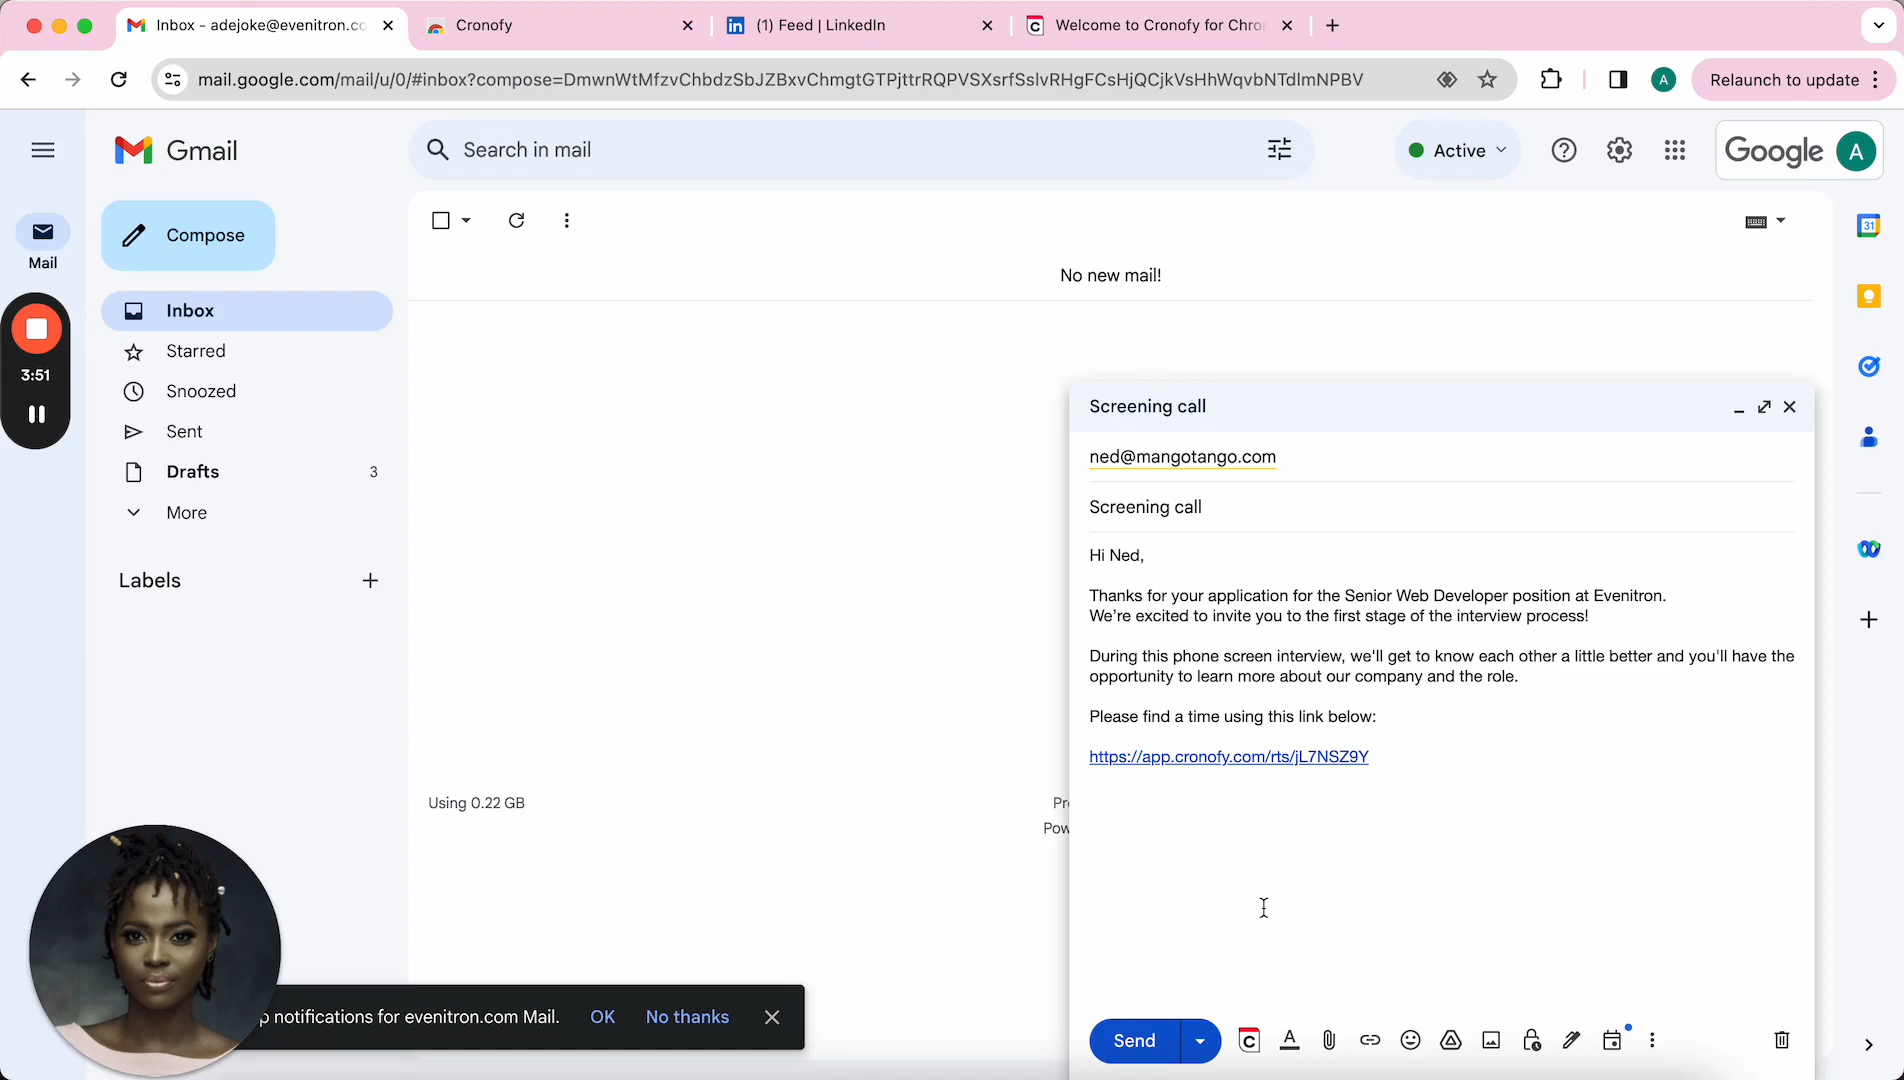 Inbox - adejoke@evenitron.co
Cronofy
(1) Feed | LinkedIn
Welcome to Cronofy for Chro
mail.google.com/mail/u/0/#inbox?compose=DmwnWtMfzvChbdzSbJZBxvChmgtGTPjttrRQPVSXsrfSslvRHgFCsHjQCjkVsHhWqvbNTdlmNPBV
A
Relaunch to update
Gmail
Search in mail
Active
Google
A
Compose
Mail
31
No new mail!
Inbox
Starred
3:51
Snoozed
Sent
Drafts
3
More
Labels
Screening call
ned@mangotango.com
Screening call
Hi Ned,
Thanks for your application for the Senior Web Developer position at Evenitron.
We’re excited to invite you to the first stage of the interview process!
During this phone screen interview, we'll get to know each other a little better and you'll have the
opportunity to learn more about our company and the role.
Please find a time using this link below:
https://app.cronofy.com/rts/jL7NSZ9Y
Using 0.22 GB
Pr
Pow
p notifications for evenitron.com Mail.
OK
No thanks
Send
C
A